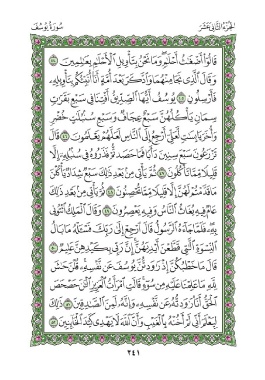 الجزء الثاني عشر
سورة يوسف
قَالُوٓا۟ أَضْغَٰثُ أَحْلَٰمٍ وَمَا نَحْنُ بِتَأْوِيلِ ٱلْأَحْلَٰمِ بِعَٰلِمِينَ ٤٤
وَقَالَ ٱلَّذِى نَجَا مِنْهُمَا وَٱدَّكَرَ بَعْدَ أُمَّةٍ أَنَا۠ أُنَبِّئُكُم بِتَأْوِيلِهِۦ
فَأَرْسِلُونِ ٤٥ يُوسُفُ أَيُّهَا ٱلصِّدِّيقُ أَفْتِنَا فِى سَبْعِ بَقَرَٰتٍ
سِمَانٍ يَأْكُلُهُنَّ سَبْعٌ عِجَافٌ وَسَبْعِ سُنۢبُلَٰتٍ خُضْرٍ
وَأُخَرَ يَابِسَٰتٍ لَّعَلِّىٓ أَرْجِعُ إِلَى ٱلنَّاسِ لَعَلَّهُمْ يَعْلَمُونَ ٤٦ قَالَ
تَزْرَعُونَ سَبْعَ سِنِينَ دَأَبًا فَمَا حَصَدتُّمْ فَذَرُوهُ فِى سُنۢبُلِهِۦٓ إِلَّا
قَلِيلًا مِّمَّا تَأْكُلُونَ ٤٧ ثُمَّ يَأْتِى مِنۢ بَعْدِ ذَٰلِكَ سَبْعٌ شِدَادٌ يَأْكُلْنَ
مَا قَدَّمْتُمْ لَهُنَّ إِلَّا قَلِيلًا مِّمَّا تُحْصِنُونَ ٤٨ ثُمَّ يَأْتِى مِنۢ بَعْدِ ذَٰلِكَ
عَامٌ فِيهِ يُغَاثُ ٱلنَّاسُ وَفِيهِ يَعْصِرُونَ ٤٩ وَقَالَ ٱلْمَلِكُ ٱئْتُونِى
بِهِۦ فَلَمَّا جَآءَهُ ٱلرَّسُولُ قَالَ ٱرْجِعْ إِلَىٰ رَبِّكَ فَسْـَٔلْهُ مَا بَالُ
ٱلنِّسْوَةِ ٱلَّٰتِى قَطَّعْنَ أَيْدِيَهُنَّ إِنَّ رَبِّى بِكَيْدِهِنَّ عَلِيمٌ ٥٠
قَالَ مَا خَطْبُكُنَّ إِذْ رَٰوَدتُّنَّ يُوسُفَ عَن نَّفْسِهِۦ قُلْنَ حَٰشَ
لِلَّهِ مَا عَلِمْنَا عَلَيْهِ مِن سُوٓءٍ قَالَتِ ٱمْرَأَتُ ٱلْعَزِيزِ ٱلْـَٰٔنَ حَصْحَصَ
ٱلْحَقُّ أَنَا۠ رَٰوَدتُّهُۥ عَن نَّفْسِهِۦ وَإِنَّهُۥ لَمِنَ ٱلصَّٰدِقِينَ ٥١ ذَٰلِكَ
لِيَعْلَمَ أَنِّى لَمْ أَخُنْهُ بِٱلْغَيْبِ وَأَنَّ ٱللَّهَ لَا يَهْدِى كَيْدَ ٱلْخَآئِنِينَ ٥٢
٢٤١